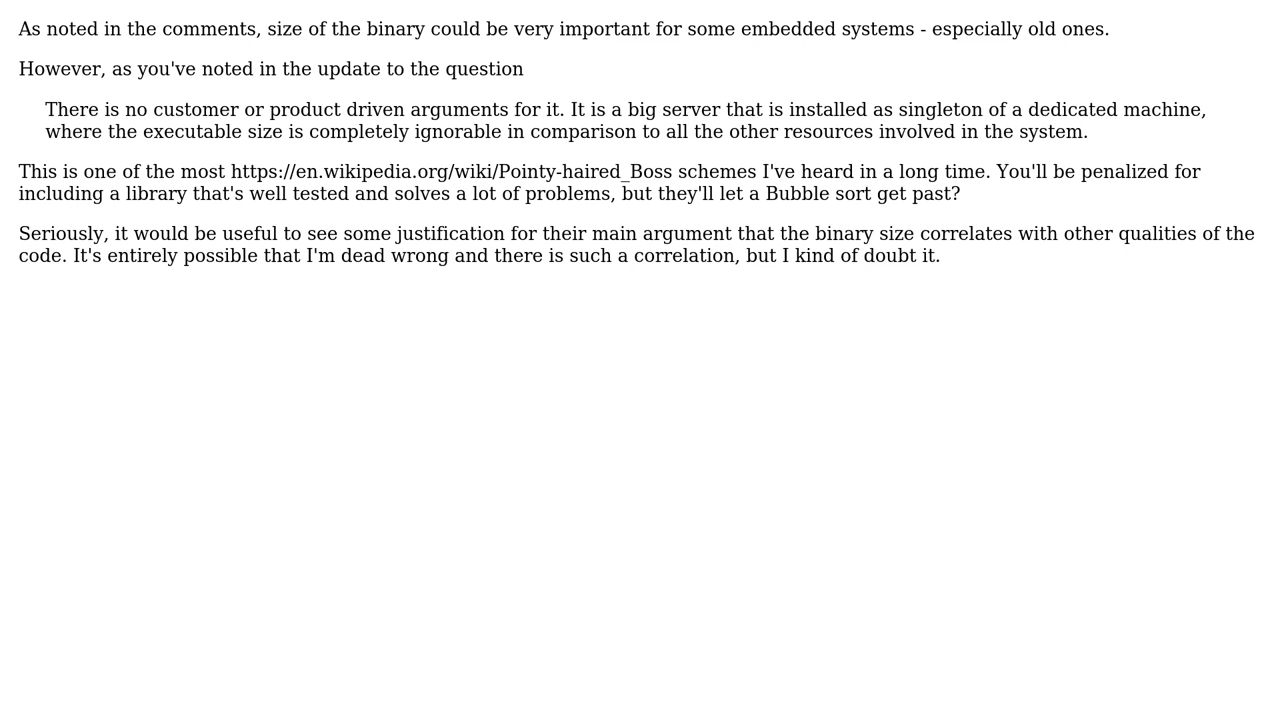 As noted in the comments, size of the binary could be very important for some embedded systems - especially old ones.
However, as you've noted in the update to the question
There is no customer or product driven arguments for it. It is a big server that is installed as singleton of a dedicated machine,
where the executable size is completely ignorable in comparison to all the other resources involved in the system.
This is one of the most https://en.wikipedia.org/wiki/Pointy-haired_Boss schemes I've heard in a long time. You'll be penalized for
including a library that's well tested and solves a lot of problems, but they'll let a Bubble sort get past?
Seriously, it would be useful to see some justification for their main argument that the binary size correlates with other qualities of the
code. It's entirely possible that I'm dead wrong and there is such a correlation, but I kind of doubt it.